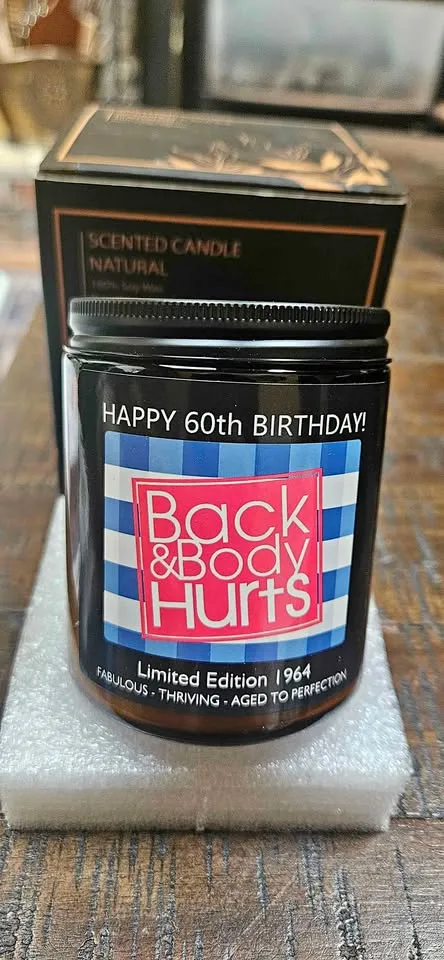 SCENTED CANDLE
NATURAL
100% Soy Wax
HAPPY 60th BIRTHDAY!
Back
&Body
Hurts
Limited Edition 1964
FABULOUS - THRIVING - AGED TO PERFECTION